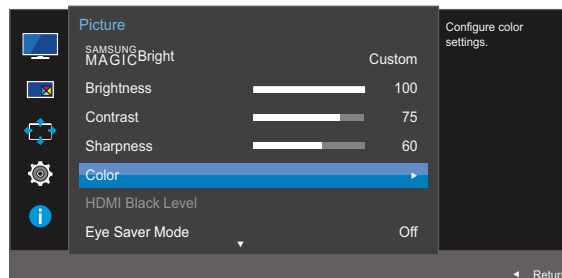 Picture
SAMSUNG
MAGICBright Custom
Brightness 100
Contrast 75
Sharpness 60
Color
HDMI Black Level
Eye Saver Mode Off
Configure color
settings.
Return